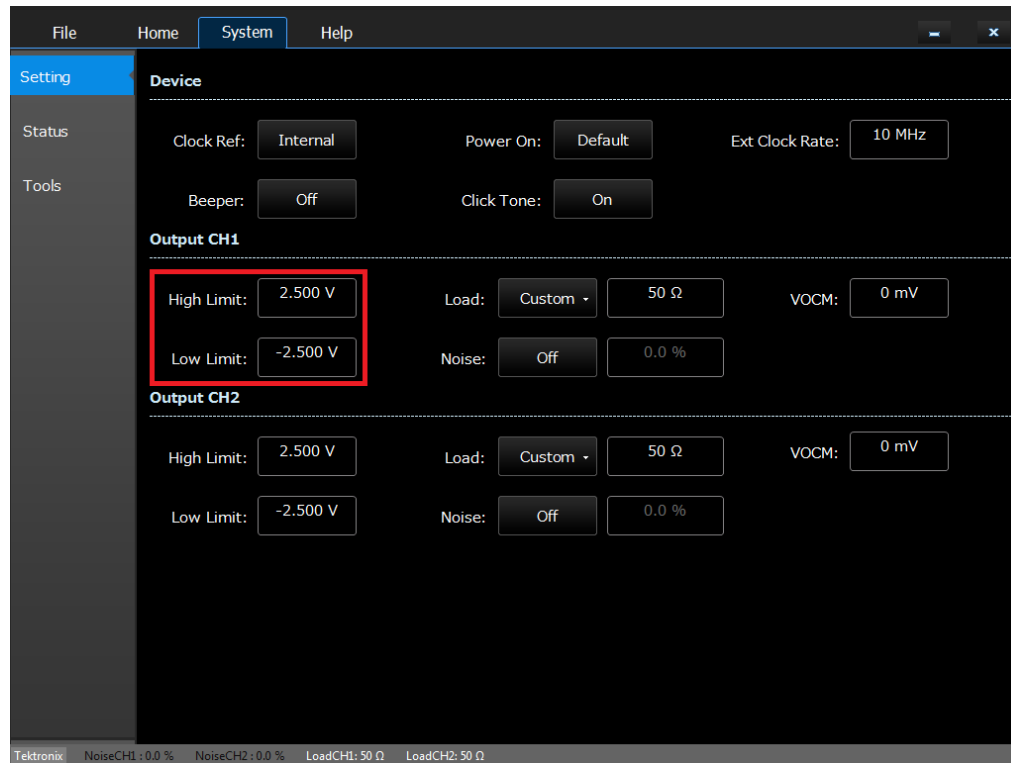 File Home System Help
Setting
Device
Status
Clock Ref: Internal Power On: Default Ext Clock Rate: 10 MHz
Tools
Beeper: Off Click Tone: On
Output CH1
High Limit: 2.500 V Load: Custom 50 Ω VOCM: 0 mV
Low Limit: -2.500 V Noise: Off 0.0 %
Output CH2
High Limit: 2.500 V Load: Custom 50 Ω VOCM: 0 mV
Low Limit: -2.500 V Noise: Off 0.0 %
Tektronix NoiseCH1 : 0.0 % NoiseCH2 : 0.0 % LoadCH1: 50 Ω LoadCH2: 50 Ω